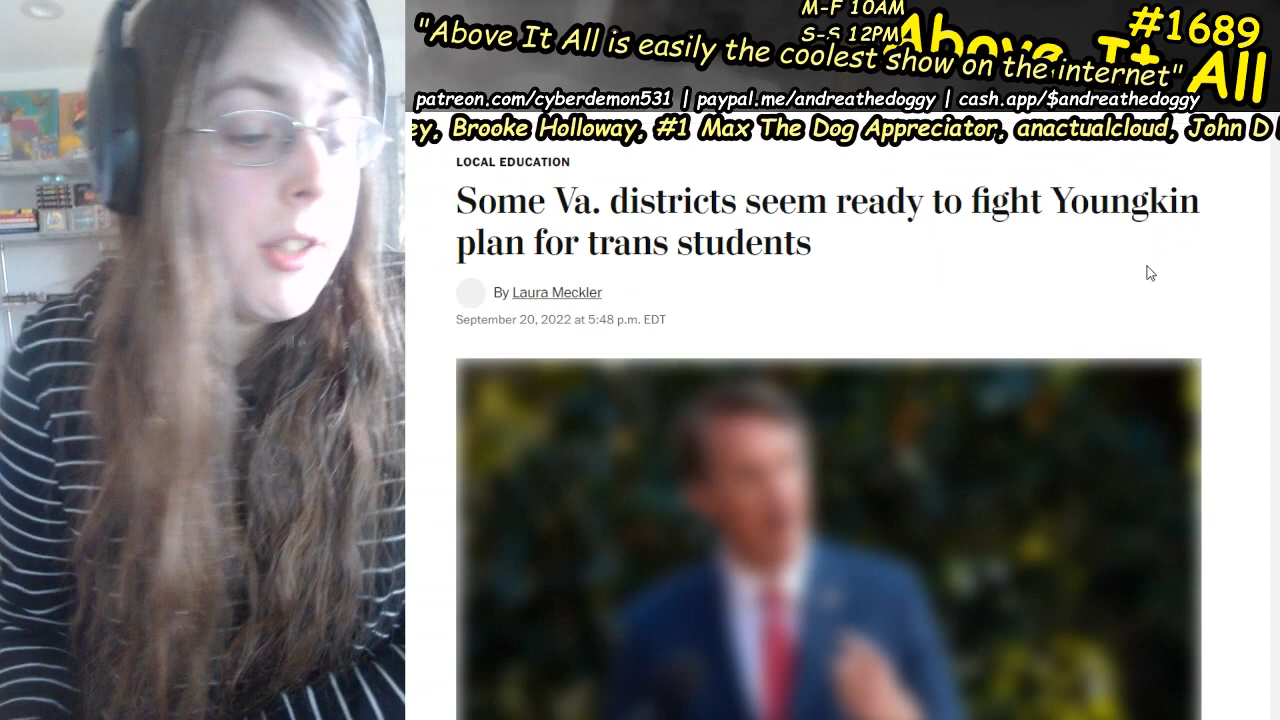 M-F 10AM
S-S 12PM
Above It All
#1689
"Above It All is easily the coolest show on the internet"
patreon.com/cyberdemon531 | paypal.me/andreathedoggy | cash.app/$andreathedoggy
ey, Brooke Holloway, #1 Max The Dog Appreciator, anactualcloud, John D
LOCAL EDUCATION
Some Va. districts seem ready to fight Youngkin
plan for trans students
By Laura Meckler
September 20, 2022 at 5:48 p.m. EDT